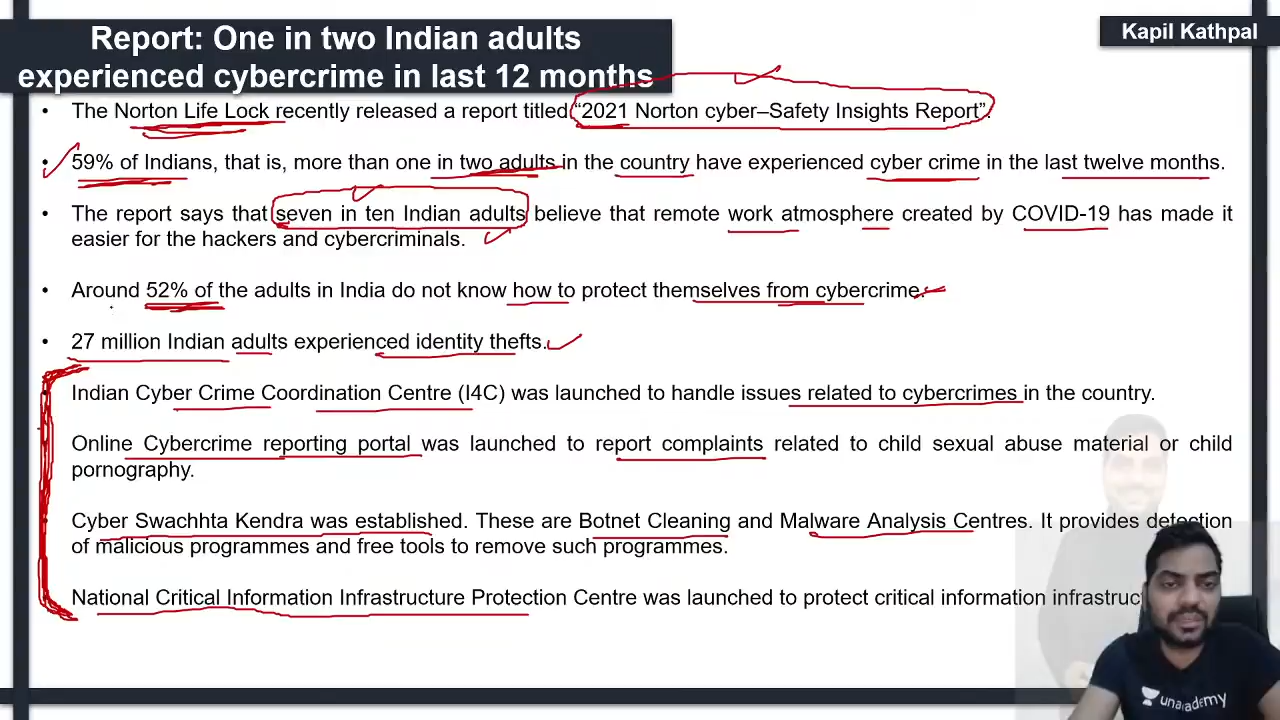 Report: One in two Indian adults
experienced cybercrime in last 12 months
Kapil Kathpal
• The Norton Life Lock recently released a report titled “2021 Norton cyber–Safety Insights Report”.
• 59% of Indians, that is, more than one in two adults in the country have experienced cyber crime in the last twelve months.
• The report says that seven in ten Indian adults believe that remote work atmosphere created by COVID-19 has made it
easier for the hackers and cybercriminals.
• Around 52% of the adults in India do not know how to protect themselves from cybercrime.
• 27 million Indian adults experienced identity thefts.
Indian Cyber Crime Coordination Centre (I4C) was launched to handle issues related to cybercrimes in the country.
Online Cybercrime reporting portal was launched to report complaints related to child sexual abuse material or child
pornography.
Cyber Swachhta Kendra was established. These are Botnet Cleaning and Malware Analysis Centres. It provides detection
of malicious programmes and free tools to remove such programmes.
National Critical Information Infrastructure Protection Centre was launched to protect critical information
unacademy